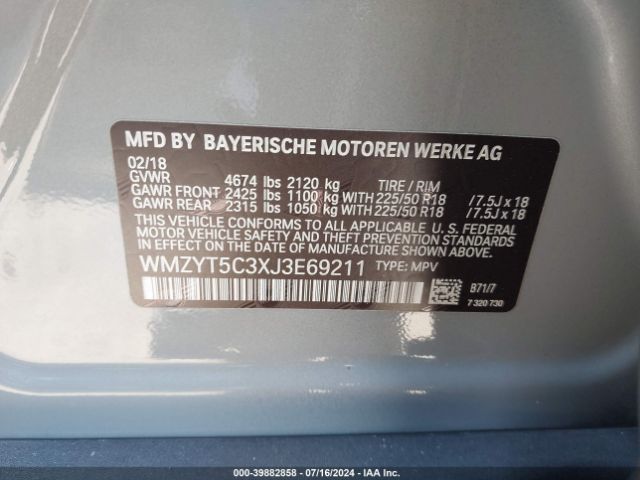 MFD BY BAYERISCHE MOTOREN WERKE AG
02/18
GVWR 4674 lbs 2120 kg TIRE / RIM
GAWR FRONT 2425 lbs 1100 kg WITH 225/50 R18 / 7.5J x 18
GAWR REAR 2315 lbs 1050 kg WITH 225/50 R18 / 7.5J x 18
THIS VEHICLE CONFORMS TO ALL APPLICABLE U. S. FEDERAL
MOTOR VEHICLE SAFETY, BUMPER, AND THEFT PREVENTION
STANDARDS IN EFFECT ON THE DATE OF MANUFACTURE SHOWN
ABOVE.
WMZYT5C3XJ3E69211 TYPE: MPV
B71/7
7 320 730
000-39882858 - 07/16/2024 - IAA Inc.